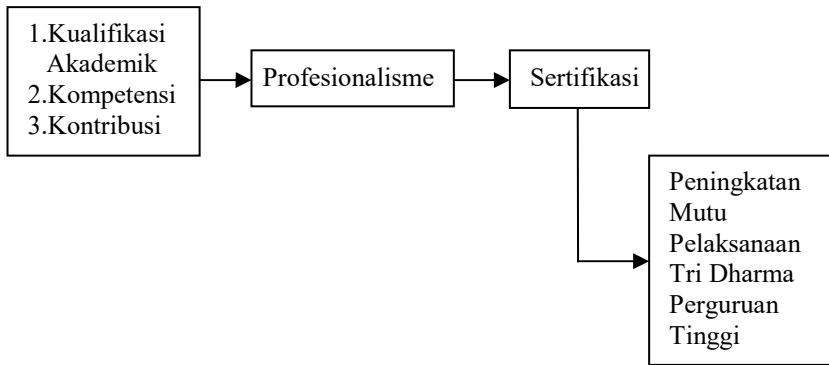 1.Kualifikasi
Akademik
2.Kompetensi
3.Kontribusi
Profesionalisme
Sertifikasi
Peningkatan
Mutu
Pelaksanaan
Tri Dharma
Perguruan
Tinggi